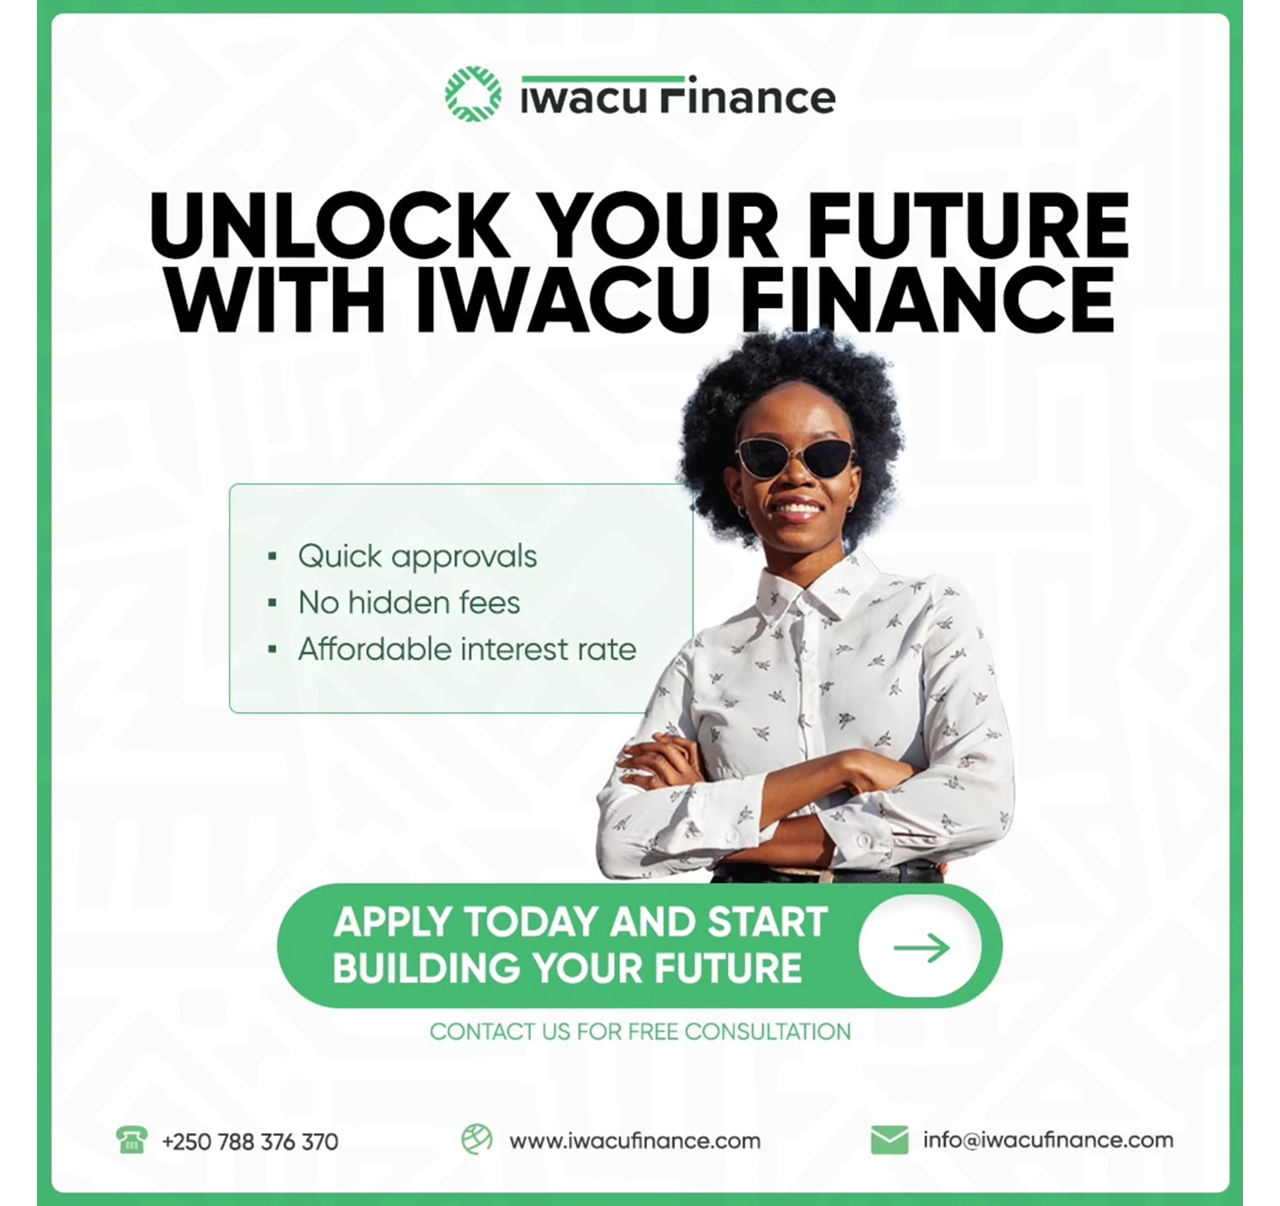 iwacu Finance
UNLOCK YOUR FUTURE
WITH IWACU FINANCE
▪ Quick approvals
▪ No hidden fees
▪ Affordable interest rate
APPLY TODAY AND START
BUILDING YOUR FUTURE
CONTACT US FOR FREE CONSULTATION
+250 788 376 370
www.iwacufinance.com
info@iwacufinance.com